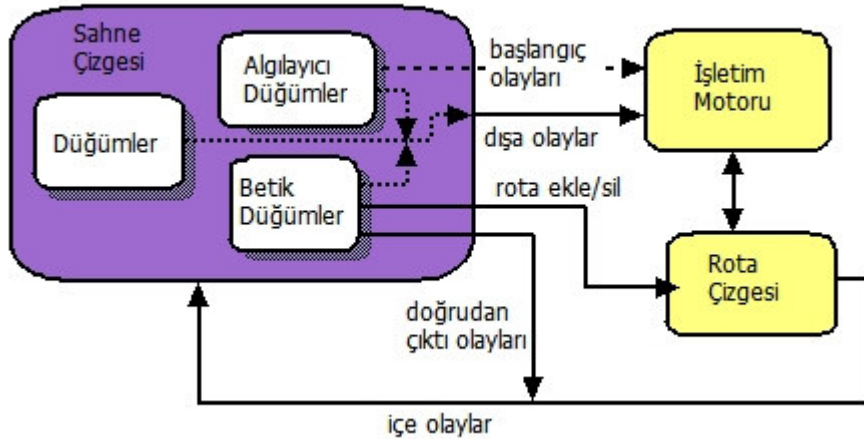 Sahne
Çizgesi
Algılayıcı
Düğümler
Düğümler
Betik
Düğümler
başlangıç
olayları
İşletim
Motoru
dışa olaylar
rota ekle/sil
Rota
Çizgesi
doğrudan
çıktı olayları
içe olaylar